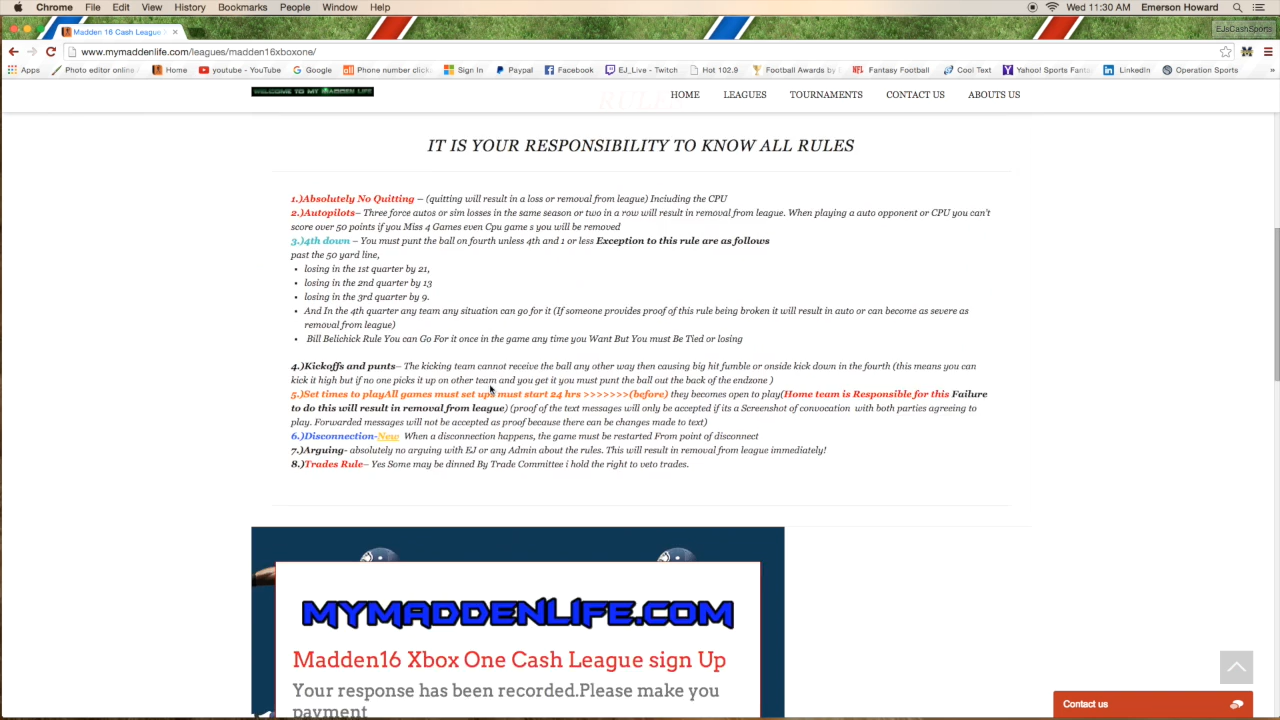 Chrome File Edit View History Bookmarks People Window Help Wed 11:30 AM Emerson Howard
Madden 16 Cash League EJsCashSports
www.mymaddenlife.com/leagues/madden16xboxone/
Apps Photo editor online / Home youtube - YouTube Google Phone number click: Sign In Paypal Facebook EJ_Live - Twitch Hot 102.9 Football Awards by Fantasy Football Cool Text Yahoo! Sports Fanta LinkedIn Operation Sports »
WELCOME TO MY MADDEN LIFE HOME LEAGUES TOURNAMENTS CONTACT US ABOUTS US
IT IS YOUR RESPONSIBILITY TO KNOW ALL RULES
1.)Absolutely No Quitting – (quitting will result in a loss or removal from league) Inciuding the CPU
2.)Autopilots– Three force autos or sim losses in the same season or two in a row will result in removal from league. When playing a auto opponent or CPU you can't
score over 50 points if you Miss 4 Games even Cpu game s you will be removed
3.)4th down – You must punt the ball on fourth unless 4th and 1 or less Exception to this rule are as follows
past the 50 yard line,
• losing in the 1st quarter by 21,
• losing in the 2nd quarter by 13
• losing in the 3rd quarter by 9.
• And In the 4th quarter any team any situation can go for it (If someone provides proof of this rule being broken it will result in auto or can become as severe as
removal from league)
• Bill Belichick Rule You can Go For it once in the game any time you Want But You must Be Tied or losing
4.)Kickoffs and punts– The kicking team cannot receive the ball any other way then causing big hit fumble or onside kick down in the fourth (this means you can
kick it high but if no one picks it up on other team and you get it you must punt the ball out the back of the endzone )
5.)Set times to playAll games must set ups must start 24 hrs >>>>>>>(before) they becomes open to play(Home team is Responsible for this Failure
to do this will result in removal from league) (proof of the text messages will only be accepted if its a Screenshot of convocation with both parties agreeing to
play. Forwarded messages will not be accepted as proof because there can be changes made to text)
6.)Disconnection-New When a disconnection happens, the game must be restarted From point of disconnect
7.)Arguing- absolutely no arguing with EJ or any Admin about the rules. This will result in removal from league immediately!
8.)Trades Rule– Yes Some may be dinned By Trade Committee i hold the right to veto trades.
MYMADDENLIFE.COM
Madden16 Xbox One Cash League sign Up
Your response has been recorded.Please make you
payment
Contact us